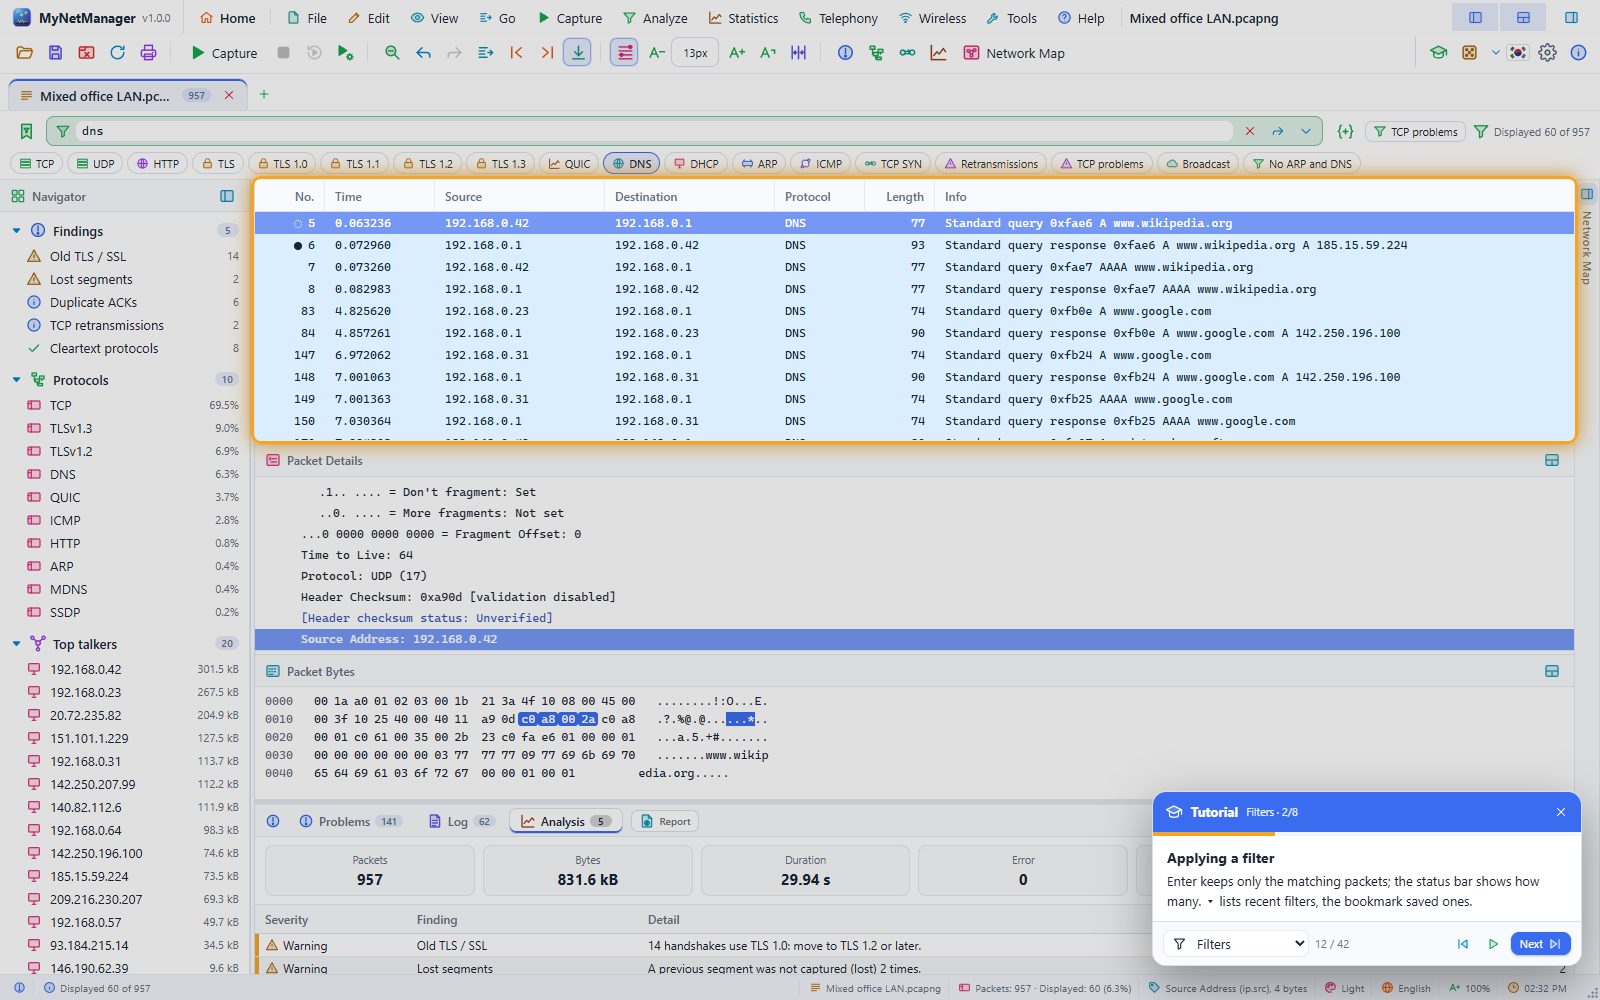 MyNetManager v1.0.0 Home File Edit View Go Capture Analyze Statistics Telephony Wireless Tools Help Mixed office LAN.pcapng
Capture A− 13px A+ A Network Map
Mixed office LAN.pc... 957
dns TCP problems Displayed 60 of 957
TCP UDP HTTP TLS TLS 1.0 TLS 1.1 TLS 1.2 TLS 1.3 QUIC DNS DHCP ARP ICMP TCP SYN Retransmissions TCP problems Broadcast No ARP and DNS
Navigator
Findings 5
Old TLS / SSL 14
Lost segments 2
Duplicate ACKs 6
TCP retransmissions 2
Cleartext protocols 8
Protocols 10
TCP 69.5%
TLSv1.3 9.0%
TLSv1.2 6.9%
DNS 6.3%
QUIC 3.7%
ICMP 2.8%
HTTP 0.8%
ARP 0.4%
MDNS 0.4%
SSDP 0.2%
Top talkers 20
192.168.0.42 301.5 kB
192.168.0.23 267.5 kB
20.72.235.82 204.9 kB
151.101.1.229 127.5 kB
192.168.0.31 113.7 kB
142.250.207.99 112.2 kB
140.82.112.6 111.9 kB
192.168.0.64 98.3 kB
142.250.196.100 74.6 kB
185.15.59.224 73.5 kB
209.216.230.207 69.3 kB
192.168.0.57 49.7 kB
93.184.215.14 34.5 kB
146.190.62.39 9.6 kB
No. Time Source Destination Protocol Length Info
5 0.063236 192.168.0.42 192.168.0.1 DNS 77 Standard query 0xfae6 A www.wikipedia.org
6 0.072960 192.168.0.1 192.168.0.42 DNS 93 Standard query response 0xfae6 A www.wikipedia.org A 185.15.59.224
7 0.073260 192.168.0.42 192.168.0.1 DNS 77 Standard query 0xfae7 AAAA www.wikipedia.org
8 0.082983 192.168.0.1 192.168.0.42 DNS 77 Standard query response 0xfae7 AAAA www.wikipedia.org
83 4.825620 192.168.0.23 192.168.0.1 DNS 74 Standard query 0xfb0e A www.google.com
84 4.857261 192.168.0.1 192.168.0.23 DNS 90 Standard query response 0xfb0e A www.google.com A 142.250.196.100
147 6.972062 192.168.0.31 192.168.0.1 DNS 74 Standard query 0xfb24 A www.google.com
148 7.001063 192.168.0.1 192.168.0.31 DNS 90 Standard query response 0xfb24 A www.google.com A 142.250.196.100
149 7.001363 192.168.0.31 192.168.0.1 DNS 74 Standard query 0xfb25 AAAA www.google.com
150 7.030364 192.168.0.1 192.168.0.31 DNS 74 Standard query response 0xfb25 AAAA www.google.com
Network Map
Packet Details
.1.. .... = Don't fragment: Set
..0. .... = More fragments: Not set
...0 0000 0000 0000 = Fragment Offset: 0
Time to Live: 64
Protocol: UDP (17)
Header Checksum: 0xa90d [validation disabled]
[Header checksum status: Unverified]
Source Address: 192.168.0.42
Packet Bytes
0000 00 1a a0 01 02 03 00 1b 21 3a 4f 10 08 00 45 00 ........!:O...E.
0010 00 3f 10 25 40 00 40 11 a9 0d c0 a8 00 2a c0 a8 .?.%@.@......*..
0020 00 01 c0 61 00 35 00 2b 23 c0 fa e6 01 00 00 01 ...a.5.+#.......
0030 00 00 00 00 00 00 03 77 77 77 09 77 69 6b 69 70 .......www.wikip
0040 65 64 69 61 03 6f 72 67 00 00 01 00 01 edia.org.....
Problems 141 Log 62 Analysis 5 Report
Packets Bytes Duration Error
957 831.6 kB 29.94 s 0
Severity Finding Detail
Warning Old TLS / SSL 14 handshakes use TLS 1.0: move to TLS 1.2 or later.
Warning Lost segments A previous segment was not captured (lost) 2 times. 2
Tutorial Filters · 2/8
Applying a filter
Enter keeps only the matching packets; the status bar shows how
many. ▾ lists recent filters, the bookmark saved ones.
Filters 12 / 42 Next
Displayed 60 of 957 Mixed office LAN.pcapng Packets: 957 · Displayed: 60 (6.3%) Source Address (ip.src), 4 bytes Light English 100% 02:32 PM